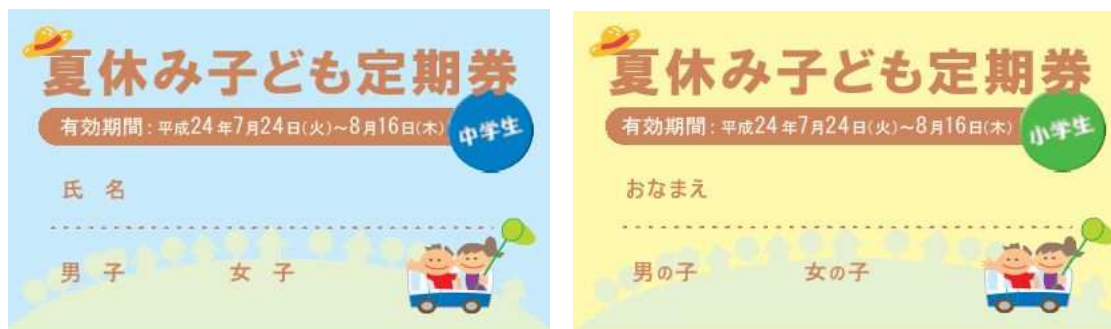 夏休み子ども定期券
有効期間：平成24年7月24日(火)~8月16日(木)
中学生
氏 名
男 子 女 子
夏休み子ども定期券
有効期間：平成24年7月24日(火)~8月16日(木)
小学生
おなまえ
男の子 女の子